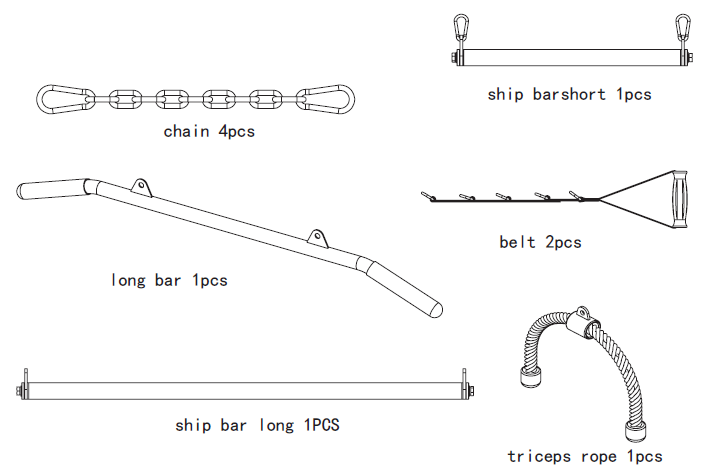 ship barshort 1pcs
chain 4pcs
belt 2pcs
long bar 1pcs
ship bar long 1PCS
triceps rope 1pcs